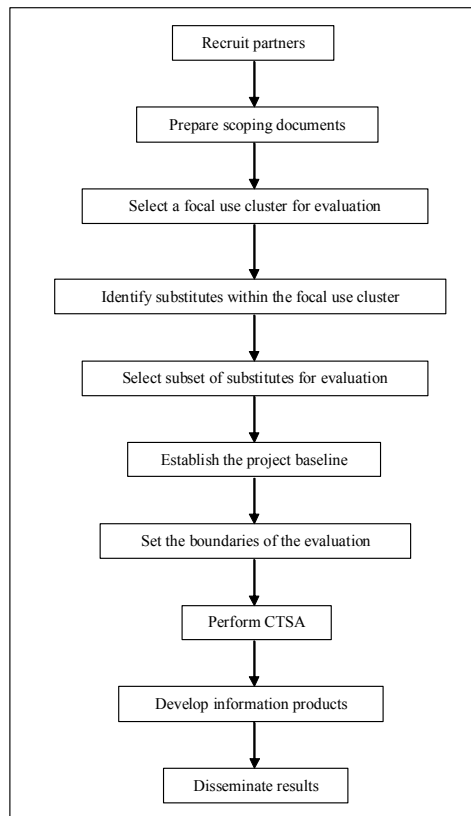 Recruit partners
Prepare scoping documents
Select a focal use cluster for evaluation
Identify substitutes within the focal use cluster
Select subset of substitutes for evaluation
Establish the project baseline
Set the boundaries of the evaluation
Perform CTSA
Develop information products
Disseminate results